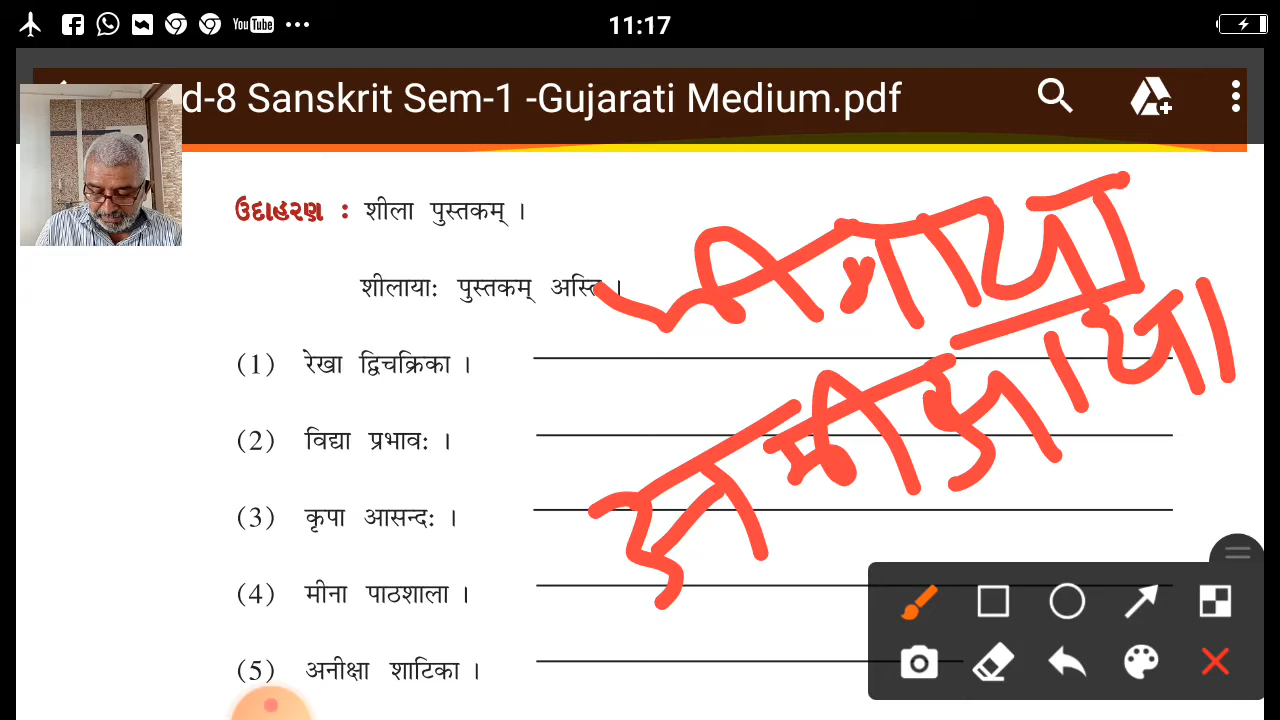 11:17
d-8 Sanskrit Sem-1 -Gujarati Medium.pdf
ઉદાહરણ : शीला पुस्तकम् ।
शीलायाः पुस्तकम् अस्ति ।
(1) रेखा द्विचक्रिका ।
(2) विद्या प्रभावः ।
(3) कृपा आसन्दः ।
(4) मीना पाठशाला ।
(5) अनीक्षा शाटिका ।